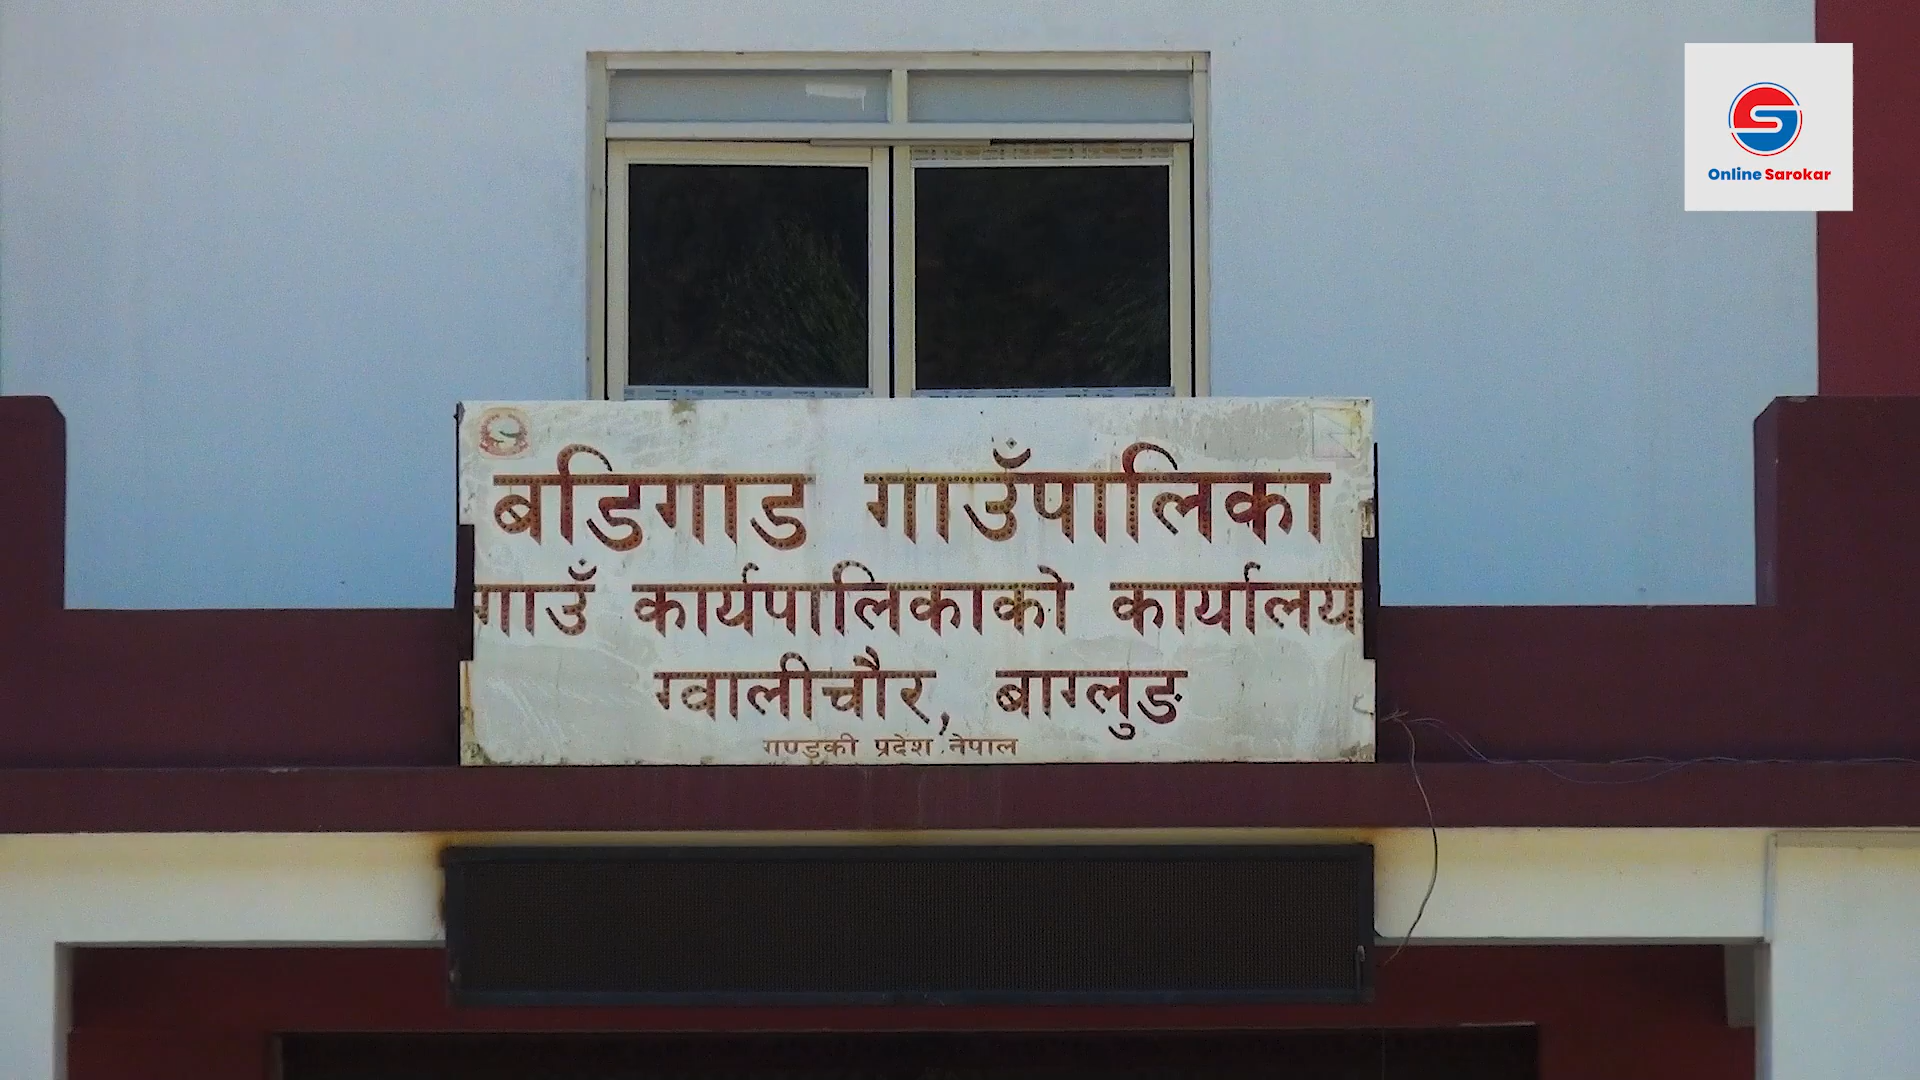 Online Sarokar
बडिगाड गाउँपालिका
गाउँ कार्यपालिकाको कार्यालय
ग्वालीचौर, बाग्लुङ
गण्डकी प्रदेश नेपाल